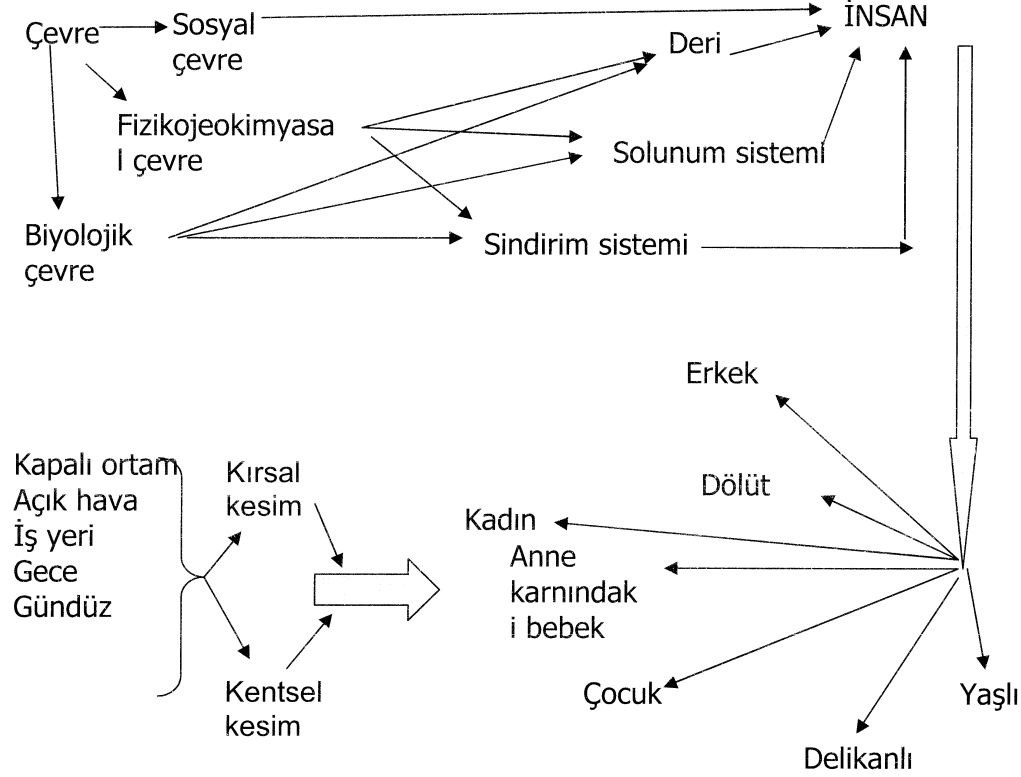 Çevre
Sosyal
çevre
İNSAN
Deri
Fizikojeokimyasa
l çevre
Solunum sistemi
Biyolojik
çevre
Sindirim sistemi
Erkek
Kapalı ortam
Açık hava
İş yeri
Gece
Gündüz
Kırsal
kesim
Dölüt
Kadın
Anne
karnındak
i bebek
Kentsel
kesim
Çocuk
Yaşlı
Delikanlı